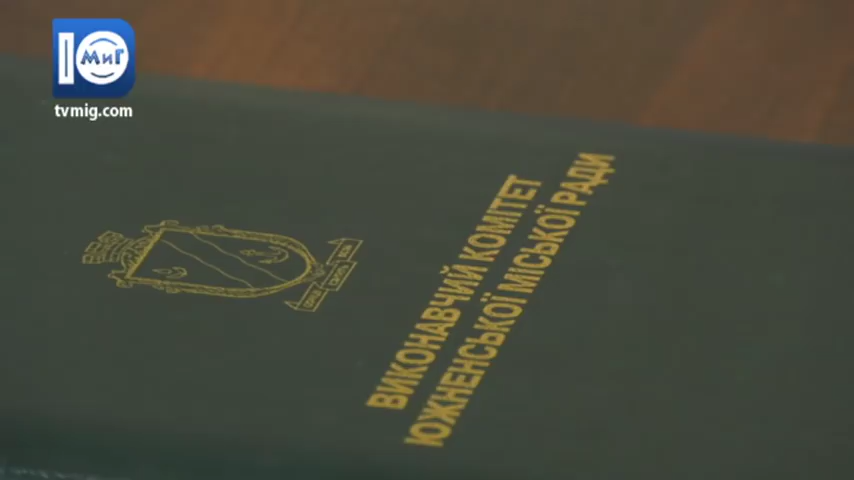 Ю
МиГ
tvmig.com
ВИКОНАВЧИЙ КОМІТЕТ
ЮЖНЕНСЬКОЇ МІСЬКОЇ РАДИ